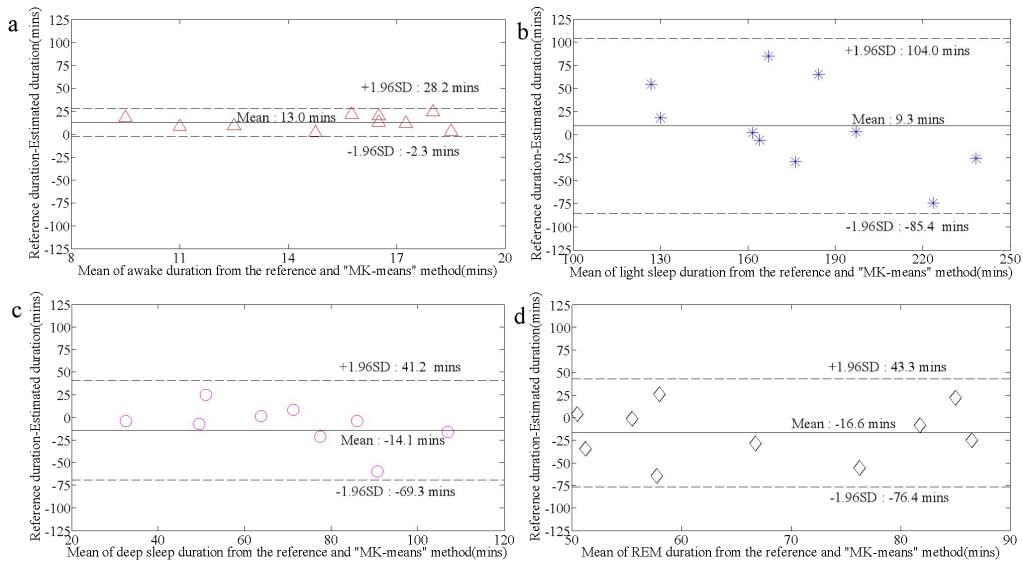 a
Reference duration-Estimated duration(mins)
125
100
75
50
25
0
-25
-50
-75
-100
-125
+1.96SD : 28.2 mins
Mean : 13.0 mins
-1.96SD : -2.3 mins
8
11
14
17
20
Mean of awake duration from the reference and "MK-means" method(mins)
b
Reference duration-Estimated duration(mins)
125
100
75
50
25
0
-25
-50
-75
-100
-125
+1.96SD : 104.0 mins
Mean : 9.3 mins
-1.96SD : -85.4 mins
100
130
160
190
220
250
Mean of light sleep duration from the reference and "MK-means" method(mins)
c
Reference duration-Estimated duration(mins)
125
100
75
50
25
0
-25
-50
-75
-100
-125
+1.96SD : 41.2 mins
Mean : -14.1 mins
-1.96SD : -69.3 mins
20
40
60
80
100
120
Mean of deep sleep duration from the reference and "MK-means" method(mins)
d
Reference duration-Estimated duration(mins)
125
100
75
50
25
0
-25
-50
-75
-100
-125
+1.96SD : 43.3 mins
Mean : -16.6 mins
-1.96SD : -76.4 mins
50
60
70
80
90
Mean of REM duration from the reference and "MK-means" method(mins)